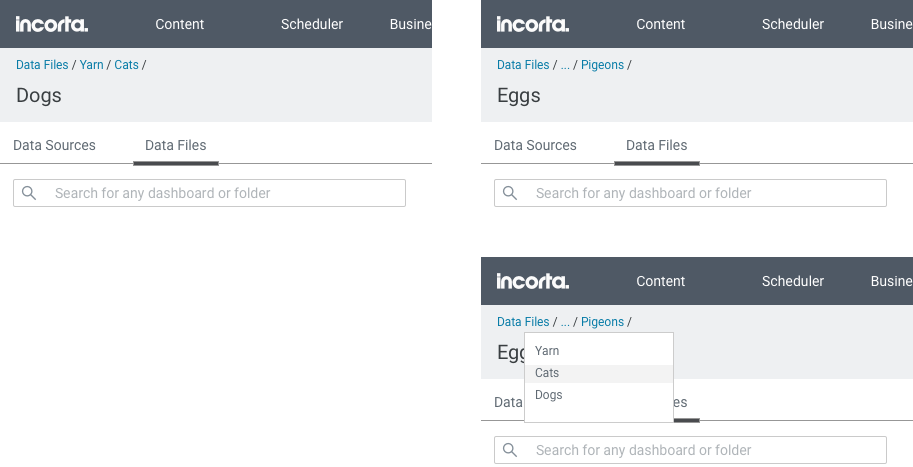 incorta.
Content
Scheduler
Busine
Data Files / Yarn / Cats /
Dogs
Data Sources
Data Files
Search for any dashboard or folder
incorta.
Content
Scheduler
Busine
Data Files / ... / Pigeons /
Eggs
Data Sources
Data Files
Search for any dashboard or folder
incorta.
Content
Scheduler
Busine
Data Files / ... / Pigeons /
Egg
Yarn
Cats
Dogs
Data
es
Search for any dashboard or folder